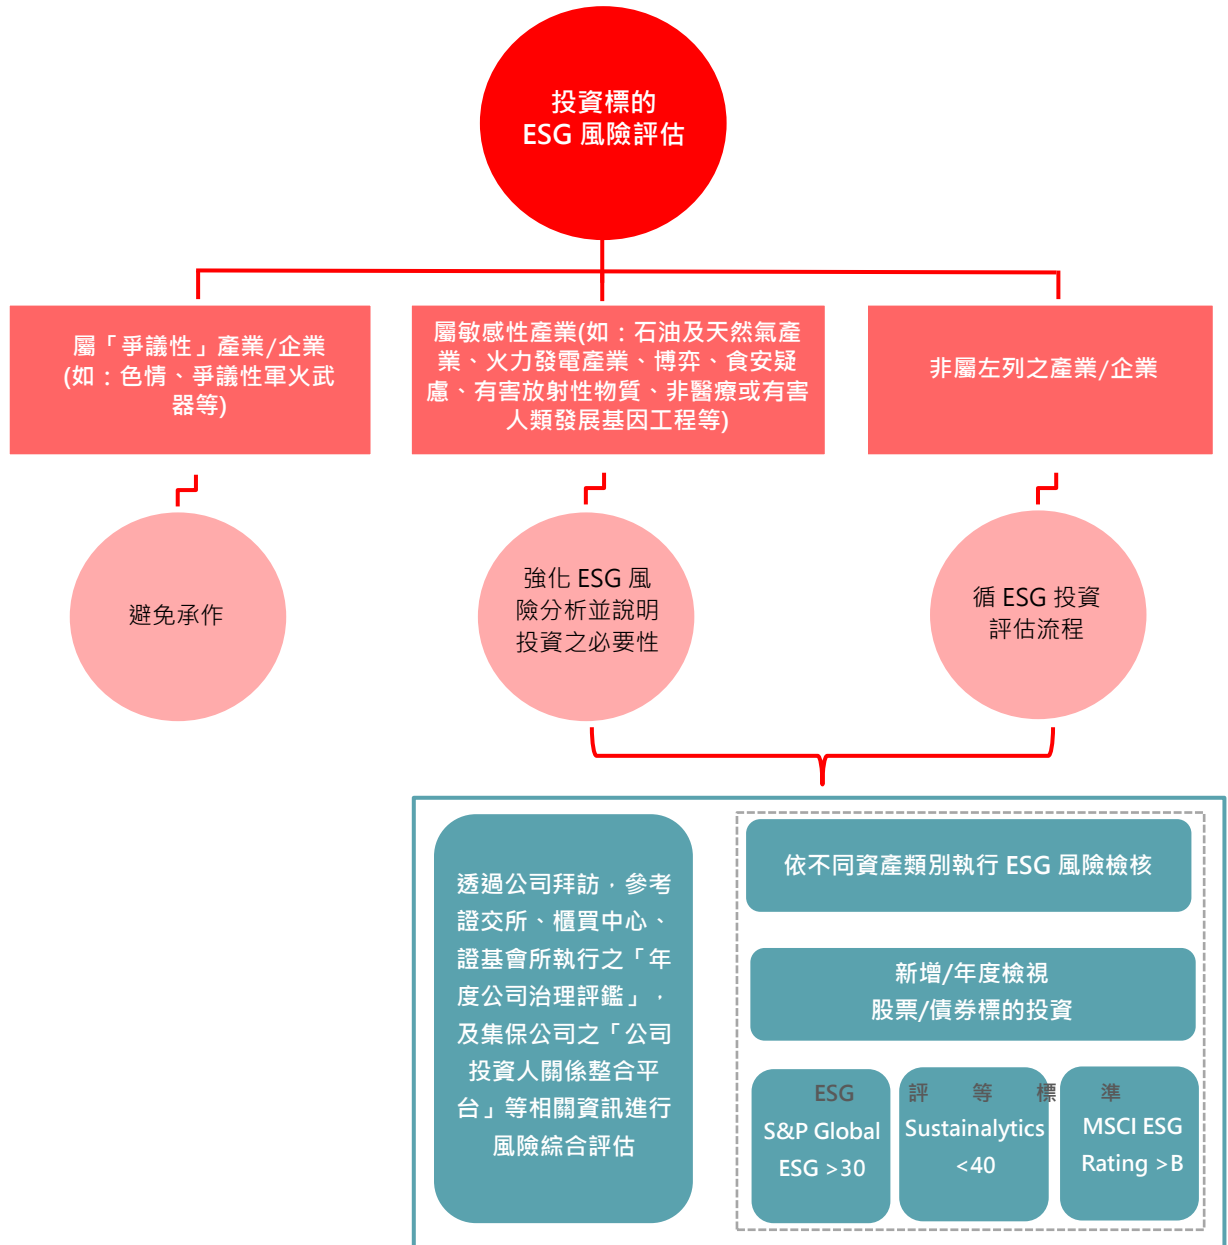 投資標的
ESG 風險評估
屬「爭議性」產業/企業
(如：色情、爭議性軍火武
器等)
屬敏感性產業(如：石油及天然氣產
業、火力發電產業、博弈、食安疑
慮、有害放射性物質、非醫療或有害
人類發展基因工程等)
非屬左列之產業/企業
避免承作
強化 ESG 風
險分析並說明
投資之必要性
循 ESG 投資
評估流程
透過公司拜訪，參考
證交所、櫃買中心、
證基會所執行之「年
度公司治理評鑑」，
及集保公司之「公司
投資人關係整合平
台」等相關資訊進行
風險綜合評估
依不同資產類別執行 ESG 風險檢核
新增/年度檢視
股票/債券標的投資
ESG 評 等 標 準
S&P Global
ESG >30
Sustainalytics
<40
MSCI ESG
Rating >B